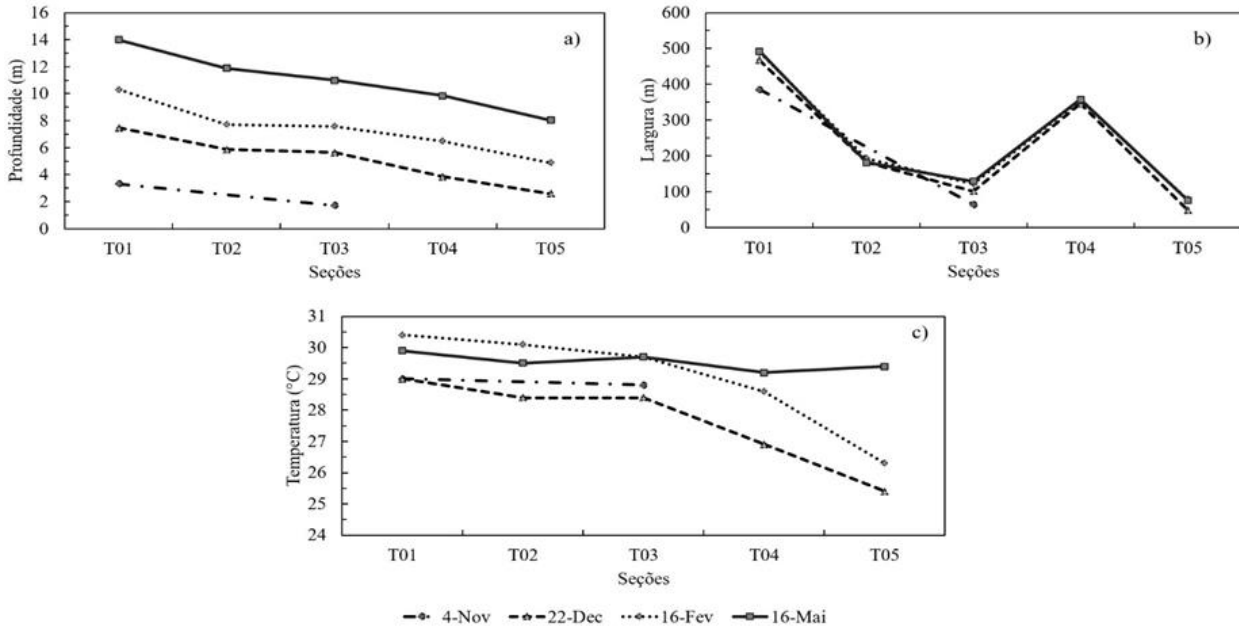 a)
Profundidade (m)
16
14
12
10
8
6
4
2
0
T01 T02 T03 T04 T05
Seções
b)
Largura (m)
600
500
400
300
200
100
0
T01 T02 T03 T04 T05
Seções
c)
Temperatura (°C)
31
30
29
28
27
26
25
24
T01 T02 T03 T04 T05
Seções
4-Nov 22-Dec 16-Fev 16-Mai